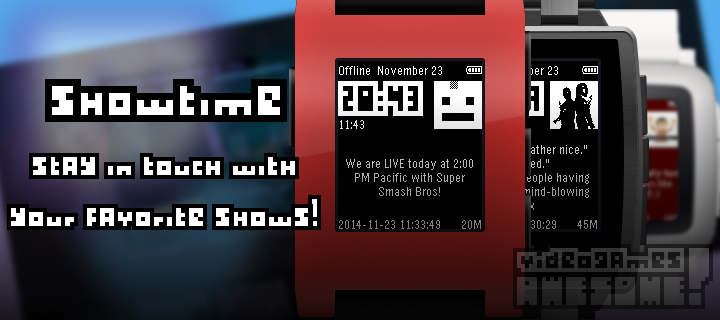 Showtime
Stay in touch with
your favorite shows!
Offline November 23
20:43
11:43
We are LIVE today at 2:00
PM Pacific with Super
Smash Bros!
2014-11-23 11:33:49 20M
ber 23
ather nice."
ed."
eople having
mind-blowing
x
30:29 45M
videogames
AWESOME!